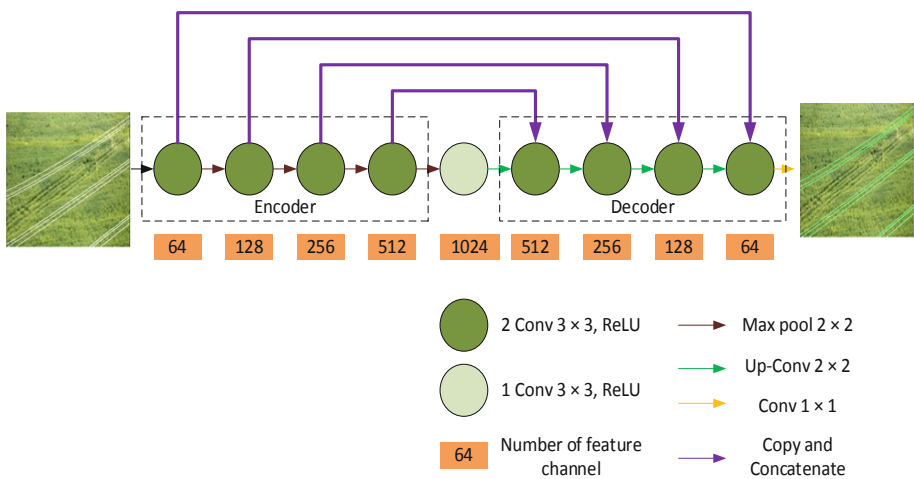 Encoder
Decoder
64
128
256
512
1024
512
256
128
64
2 Conv 3 × 3, ReLU
Max pool 2 × 2
1 Conv 3 × 3, ReLU
Up-Conv 2 × 2
Conv 1 × 1
64
Number of feature
channel
Copy and
Concatenate